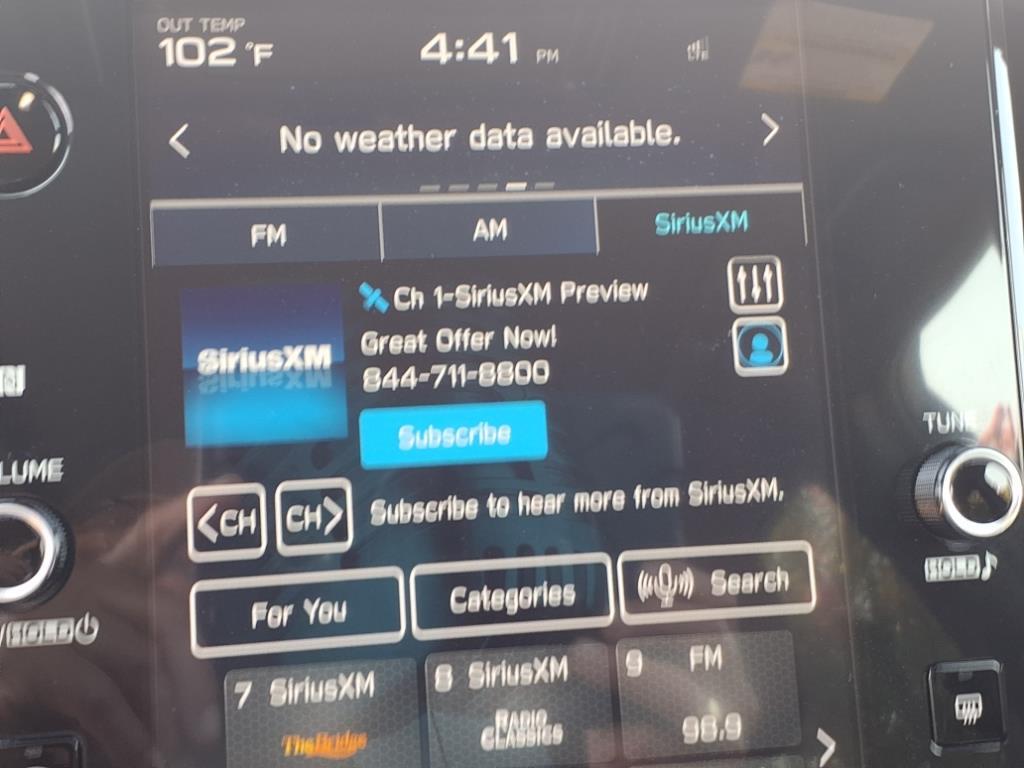 OUT TEMP
102 °F
4:41 PM
No weather data available.
FM
AM
SiriusXM
Ch 1-SiriusXM Preview
Great Offer Now!
844-711-8800
SiriusXM
Subscribe
TUNE
LUME
<CH
CH>
Subscribe to hear more from SiriusXM.
HOLD
For You
Categories
Search
/HOLD
7 SiriusXM
The Bridge
8 SiriusXM
RADIO
CLASSICS
9 FM
98.9